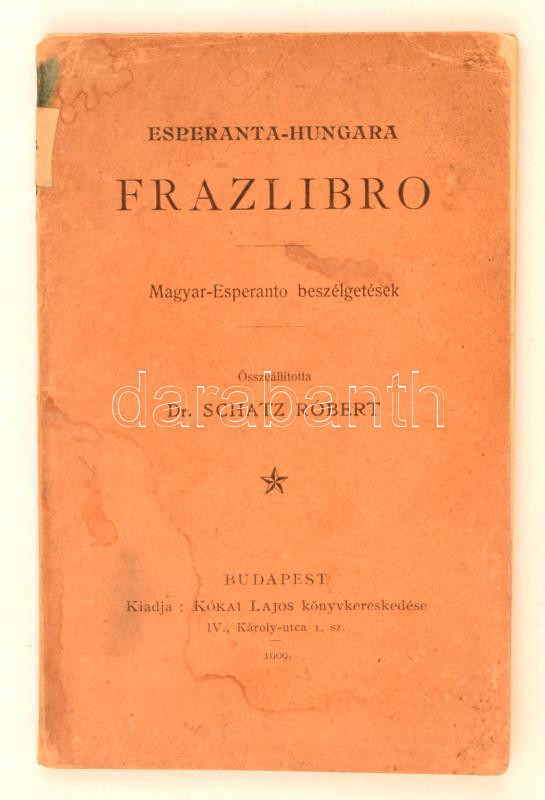 ESPERANTA-HUNGARA
FRAZLIBRO
Magyar-Esperanto beszélgetések
Összeállította
Dr. SCHATZ RÓBERT
darabanth
BUDAPEST
Kiadja : KÓKAI LAJOS könyvkereskedése
IV., Károly-utca 1. sz.
1909.